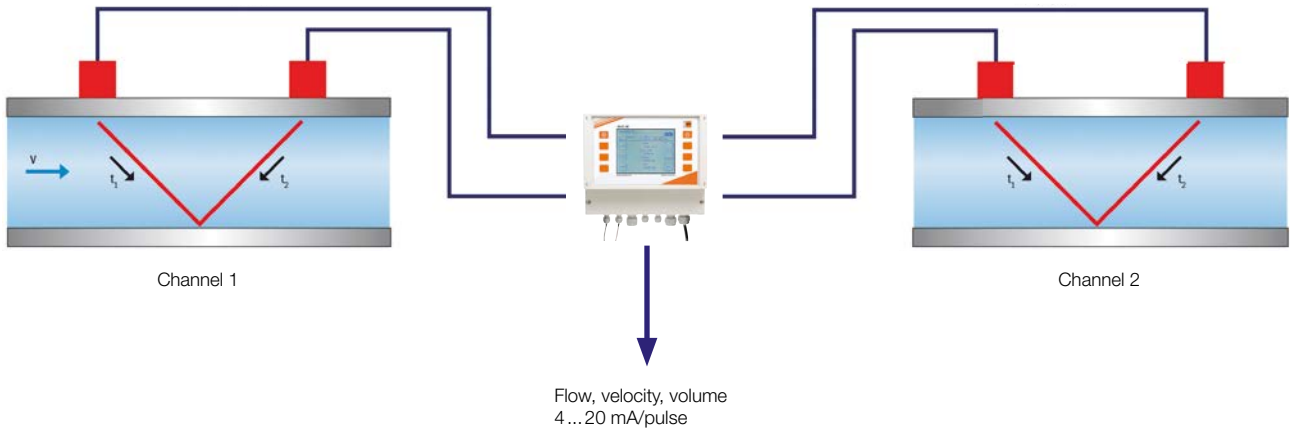 V
t1
t2
t1
t2
Channel 1
Channel 2
Flow, velocity, volume
4...20 mA/pulse